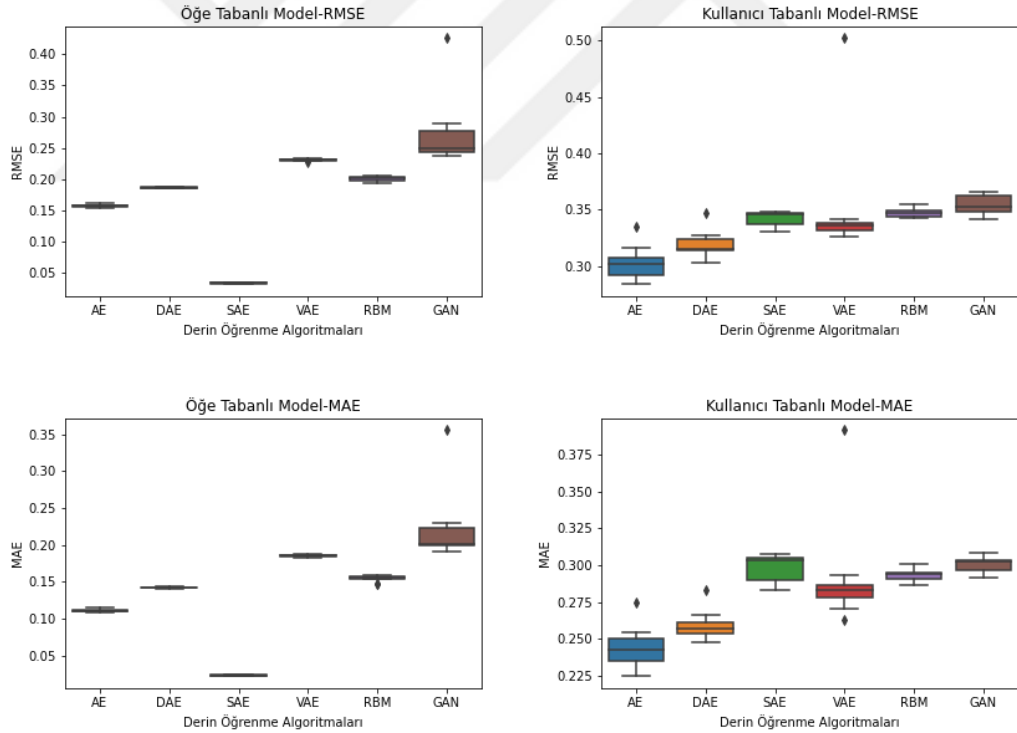 Öğe Tabanlı Model-RMSE
RMSE
0.40
0.35
0.30
0.25
0.20
0.15
0.10
0.05
AE DAE SAE VAE RBM GAN
Derin Öğrenme Algoritmaları
Kullanıcı Tabanlı Model-RMSE
RMSE
0.50
0.45
0.40
0.35
0.30
AE DAE SAE VAE RBM GAN
Derin Öğrenme Algoritmaları
Öğe Tabanlı Model-MAE
MAE
0.35
0.30
0.25
0.20
0.15
0.10
0.05
AE DAE SAE VAE RBM GAN
Derin Öğrenme Algoritmaları
Kullanıcı Tabanlı Model-MAE
MAE
0.375
0.350
0.325
0.300
0.275
0.250
0.225
AE DAE SAE VAE RBM GAN
Derin Öğrenme Algoritmaları